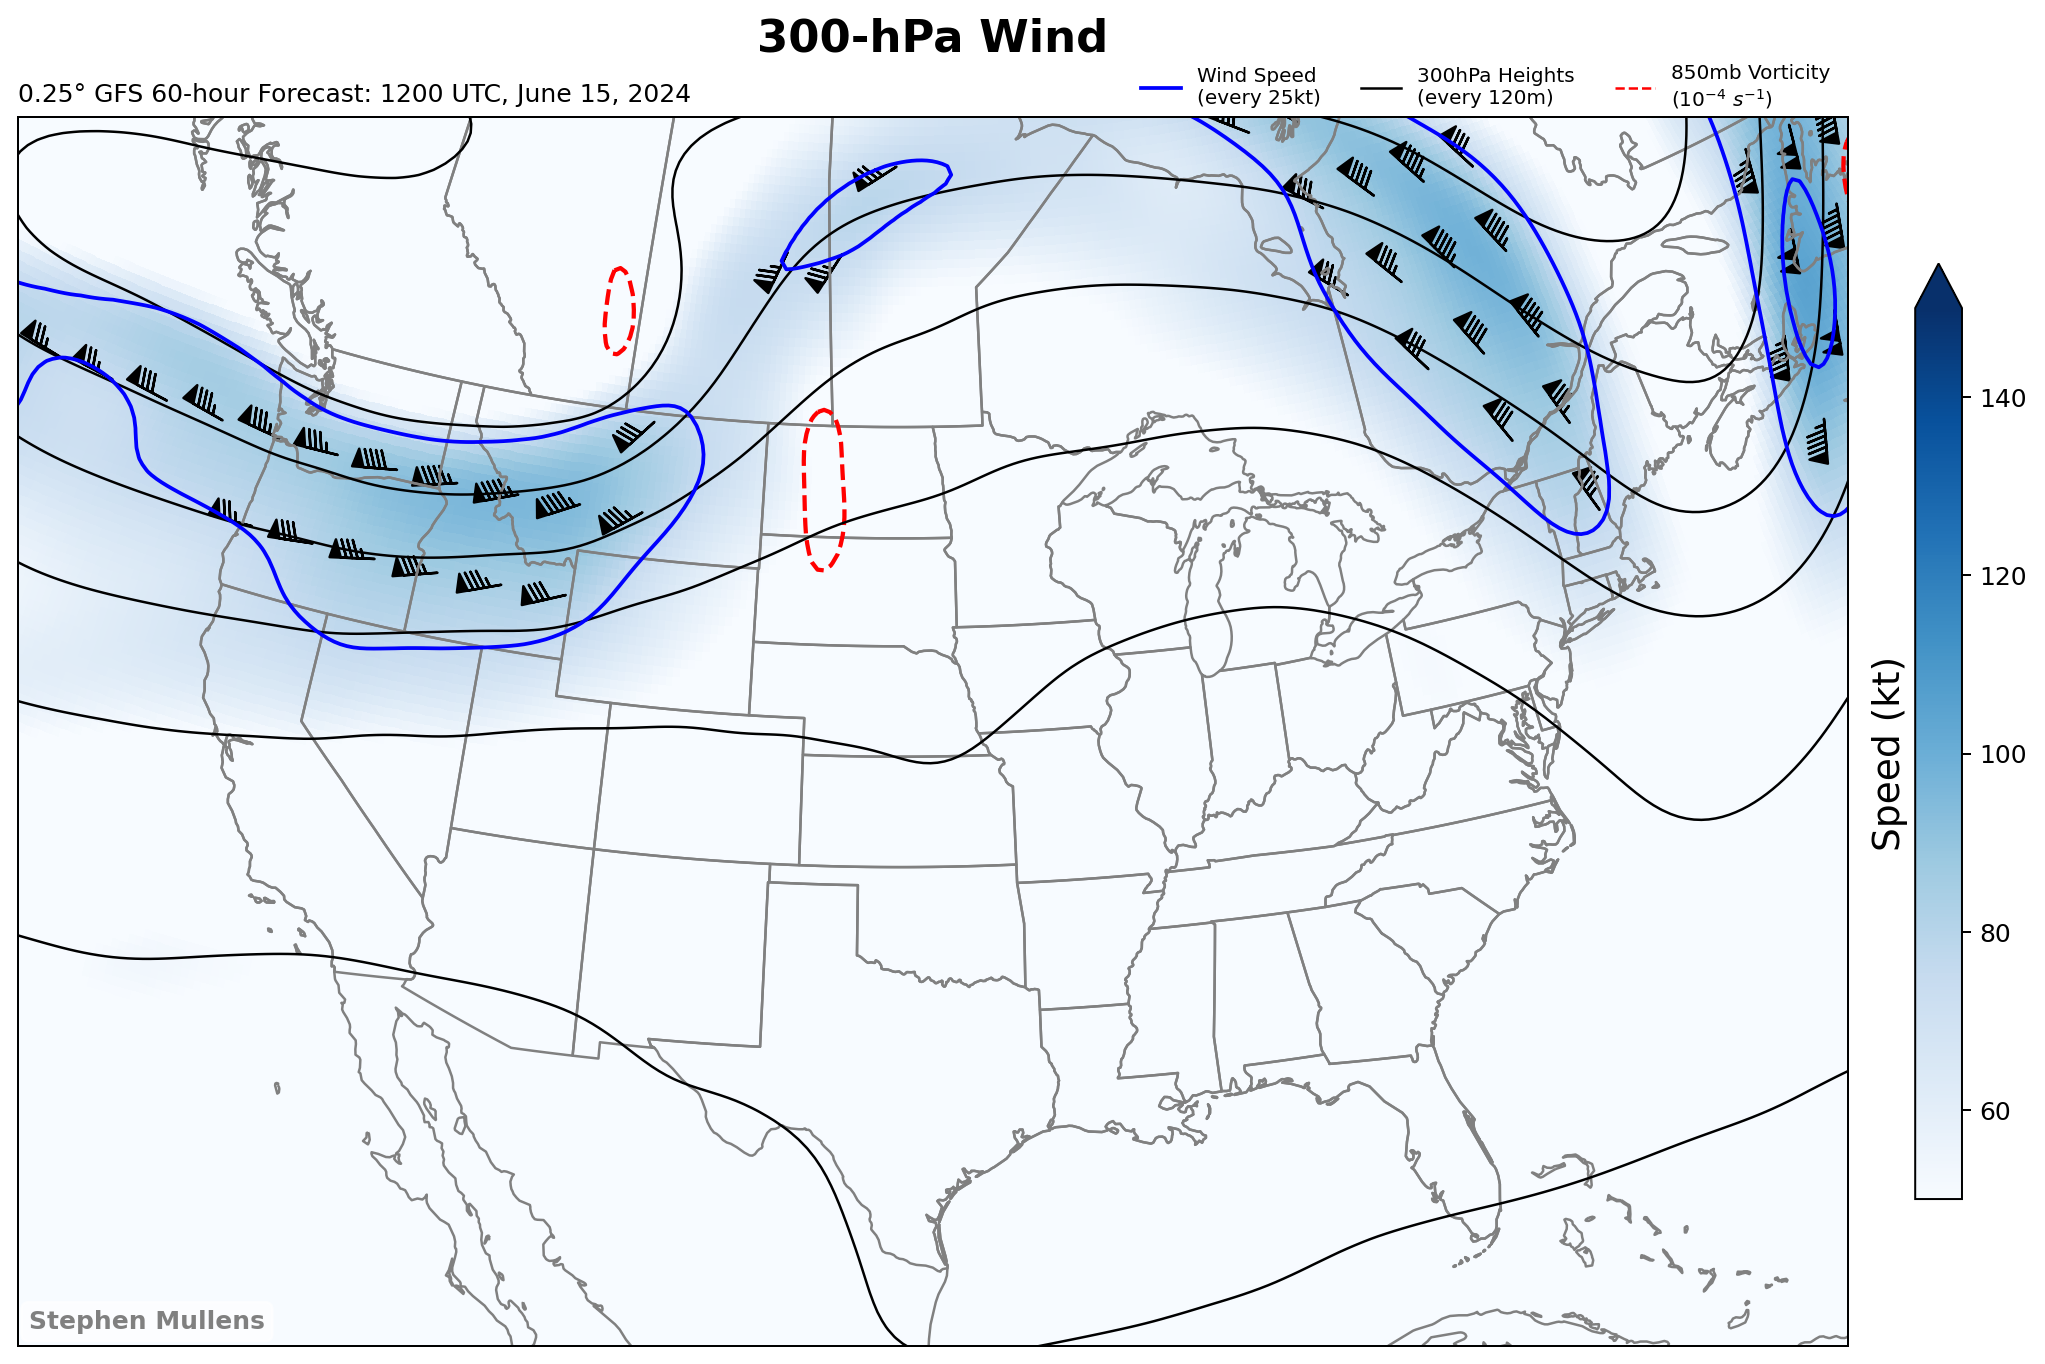 300-hPa Wind
0.25° GFS 60-hour Forecast: 1200 UTC, June 15, 2024
Wind Speed
(every 25kt)
300hPa Heights
(every 120m)
850mb Vorticity
(10⁻⁴ s⁻¹)
140
120
100
80
60
Speed (kt)
Stephen Mullens